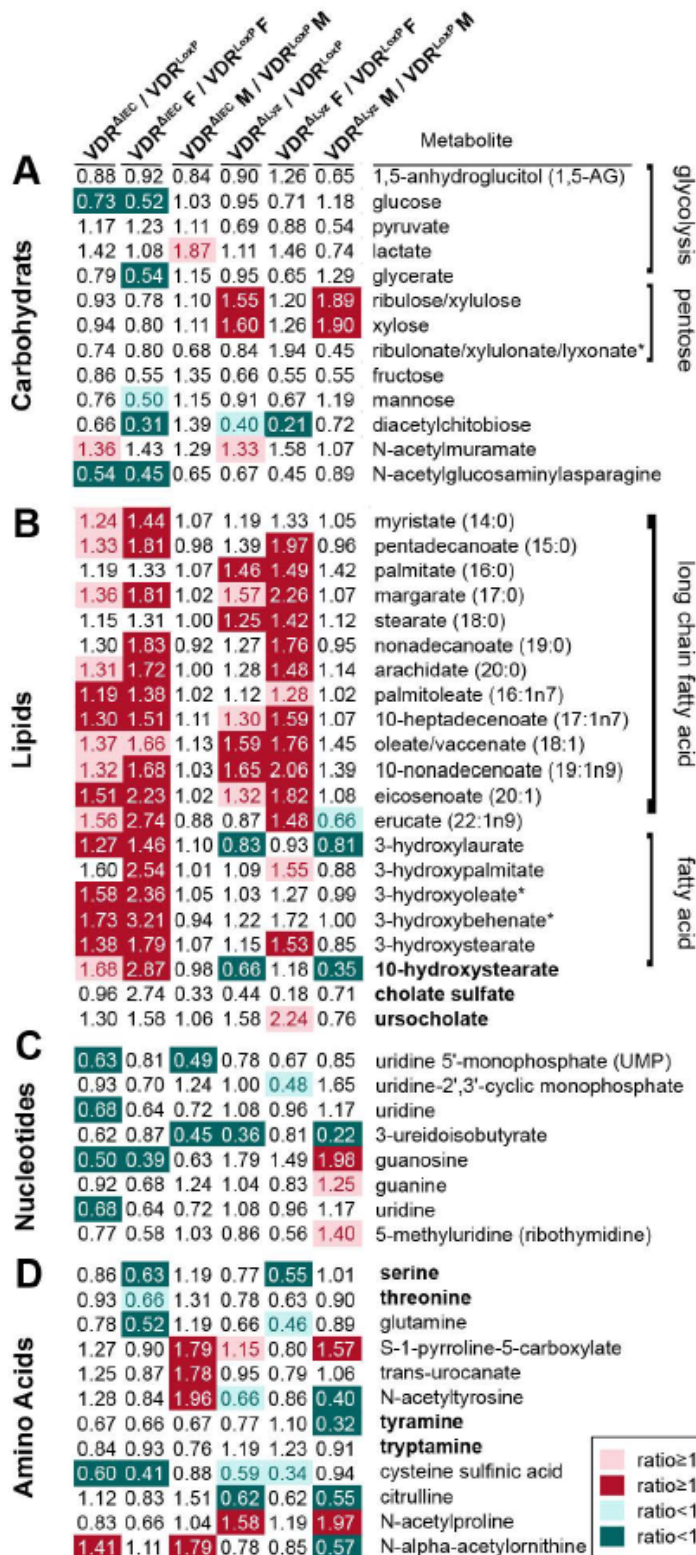 VDRΔIEC / VDRLoxP
VDRΔIEC F / VDRLoxP F
VDRΔIEC M / VDRLoxP M
VDRΔLyz / VDRLoxP
VDRΔLyz F / VDRLoxP F
VDRΔLyz M / VDRLoxP M
Metabolite
A
Carbohydrats
0.88 0.92 0.84 0.90 1.26 0.65 1,5-anhydroglucitol (1,5-AG)
0.73 0.52 1.03 0.95 0.71 1.18 glucose
1.17 1.23 1.11 0.69 0.88 0.54 pyruvate
1.42 1.08 1.87 1.11 1.46 0.74 lactate
0.79 0.54 1.15 0.95 0.65 1.29 glycerate
0.93 0.78 1.10 1.55 1.20 1.89 ribulose/xylulose
0.94 0.80 1.11 1.60 1.26 1.90 xylose
0.74 0.80 0.68 0.84 1.94 0.45 ribulonate/xylulonate/lyxonate*
0.86 0.55 1.35 0.66 0.55 0.55 fructose
0.76 0.50 1.15 0.91 0.67 1.19 mannose
0.66 0.31 1.39 0.40 0.21 0.72 diacetylchitobiose
1.36 1.43 1.29 1.33 1.58 1.07 N-acetylmuramate
0.54 0.45 0.65 0.67 0.45 0.89 N-acetylglucosaminylasparagine
glycolysis
pentose
B
Lipids
1.24 1.44 1.07 1.19 1.33 1.05 myristate (14:0)
1.33 1.81 0.98 1.39 1.97 0.96 pentadecanoate (15:0)
1.19 1.33 1.07 1.46 1.49 1.42 palmitate (16:0)
1.36 1.81 1.02 1.57 2.26 1.07 margarate (17:0)
1.15 1.31 1.00 1.25 1.42 1.12 stearate (18:0)
1.30 1.83 0.92 1.27 1.76 0.95 nonadecanoate (19:0)
1.31 1.72 1.00 1.28 1.48 1.14 arachidate (20:0)
1.19 1.38 1.02 1.12 1.28 1.02 palmitoleate (16:1n7)
1.30 1.51 1.11 1.30 1.59 1.07 10-heptadecenoate (17:1n7)
1.37 1.66 1.13 1.59 1.76 1.45 oleate/vaccenate (18:1)
1.32 1.68 1.03 1.65 2.06 1.39 10-nonadecenoate (19:1n9)
1.51 2.23 1.02 1.32 1.82 1.08 eicosenoate (20:1)
1.56 2.74 0.88 0.87 1.48 0.66 erucate (22:1n9)
1.27 1.46 1.10 0.83 0.93 0.81 3-hydroxylaurate
1.60 2.54 1.01 1.09 1.55 0.88 3-hydroxypalmitate
1.58 2.36 1.05 1.03 1.27 0.99 3-hydroxyoleate*
1.73 3.21 0.94 1.22 1.72 1.00 3-hydroxybehenate*
1.38 1.79 1.07 1.15 1.53 0.85 3-hydroxystearate
1.68 2.87 0.98 0.66 1.18 0.35 10-hydroxystearate
0.96 2.74 0.33 0.44 0.18 0.71 cholate sulfate
1.30 1.58 1.06 1.58 2.24 0.76 ursocholate
long chain fatty acid
fatty acid
C
Nucleotides
0.63 0.81 0.49 0.78 0.67 0.85 uridine 5'-monophosphate (UMP)
0.93 0.70 1.24 1.00 0.48 1.65 uridine-2',3'-cyclic monophosphate
0.68 0.64 0.72 1.08 0.96 1.17 uridine
0.62 0.87 0.45 0.36 0.81 0.22 3-ureidoisobutyrate
0.50 0.39 0.63 1.79 1.49 1.98 guanosine
0.92 0.68 1.24 1.04 0.83 1.25 guanine
0.68 0.64 0.72 1.08 0.96 1.17 uridine
0.77 0.58 1.03 0.86 0.56 1.40 5-methyluridine (ribothymidine)
D
Amino Acids
0.86 0.63 1.19 0.77 0.55 1.01 serine
0.93 0.66 1.31 0.78 0.63 0.90 threonine
0.78 0.52 1.19 0.66 0.46 0.89 glutamine
1.27 0.90 1.79 1.15 0.80 1.57 S-1-pyrroline-5-carboxylate
1.25 0.87 1.78 0.95 0.79 1.06 trans-urocanate
1.28 0.84 1.96 0.66 0.86 0.40 N-acetyltyrosine
0.67 0.66 0.67 0.77 1.10 0.32 tyramine
0.84 0.93 0.76 1.19 1.23 0.91 tryptamine
0.60 0.41 0.88 0.59 0.34 0.94 cysteine sulfinic acid
1.12 0.83 1.51 0.62 0.62 0.55 citrulline
0.83 0.66 1.04 1.58 1.19 1.97 N-acetylproline
1.41 1.11 1.79 0.78 0.85 0.57 N-alpha-acetylornithine
ratio≥1
ratio≥1
ratio<1
ratio<1